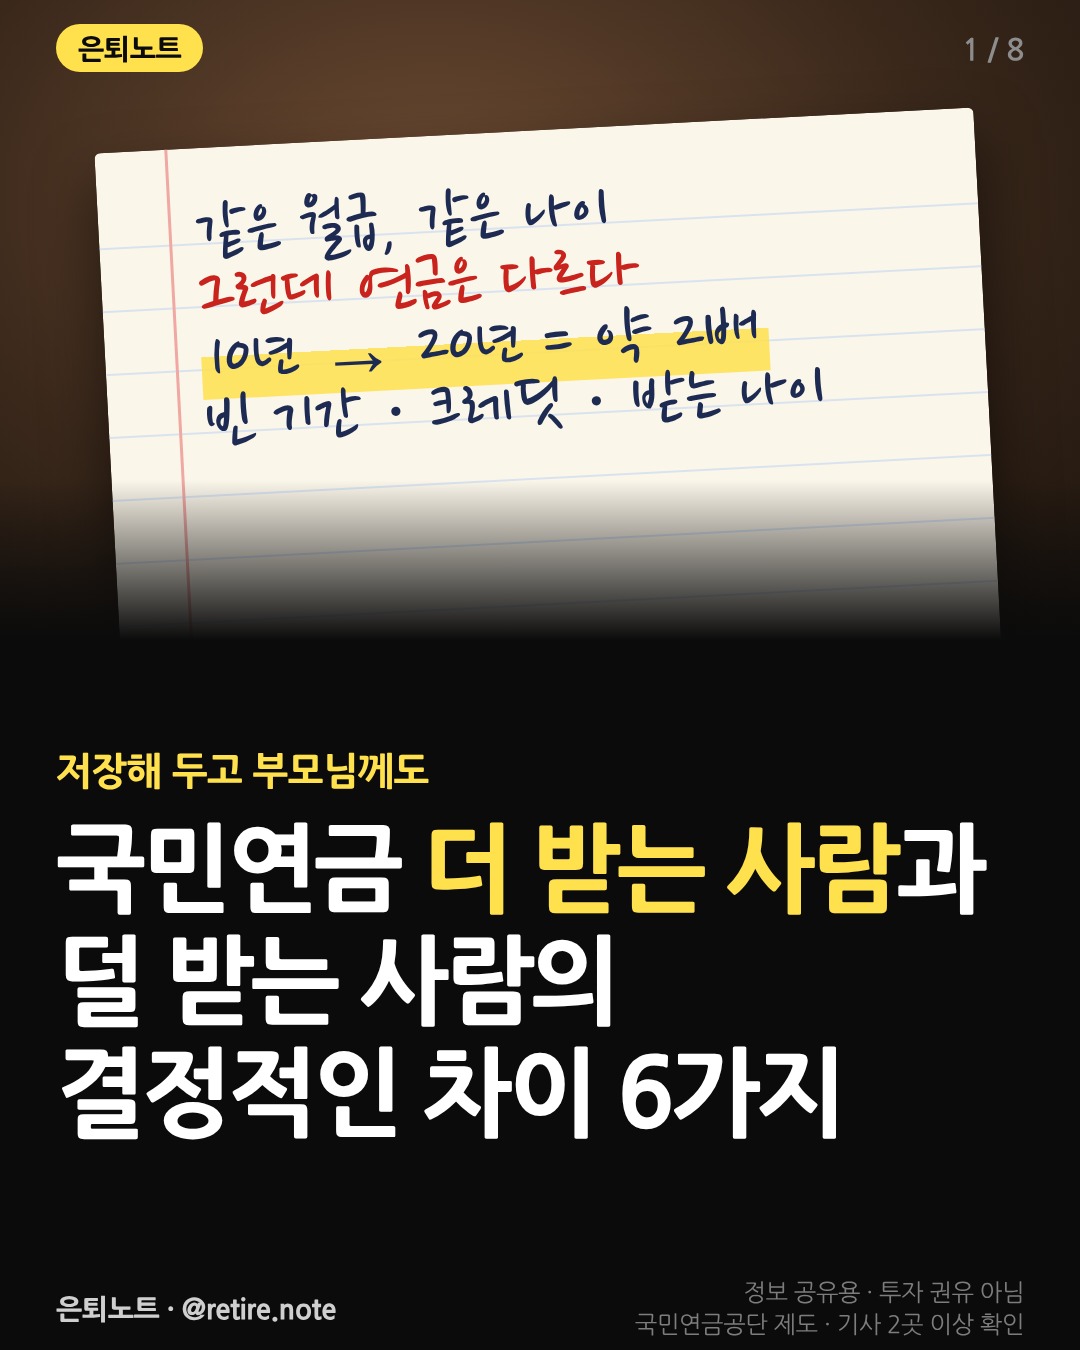 은퇴노트
1 / 8
같은 월급, 같은 나이
그런데 연금은 다르다
10년 → 20년 = 약 2배
빈 기간 · 크레딧 · 받는 나이
저장해 두고 부모님께도
국민연금 더 받는 사람과
덜 받는 사람의
결정적인 차이 6가지
은퇴노트 · @retire.note
정보 공유용 · 투자 권유 아님
국민연금공단 제도 · 기사 2곳 이상 확인